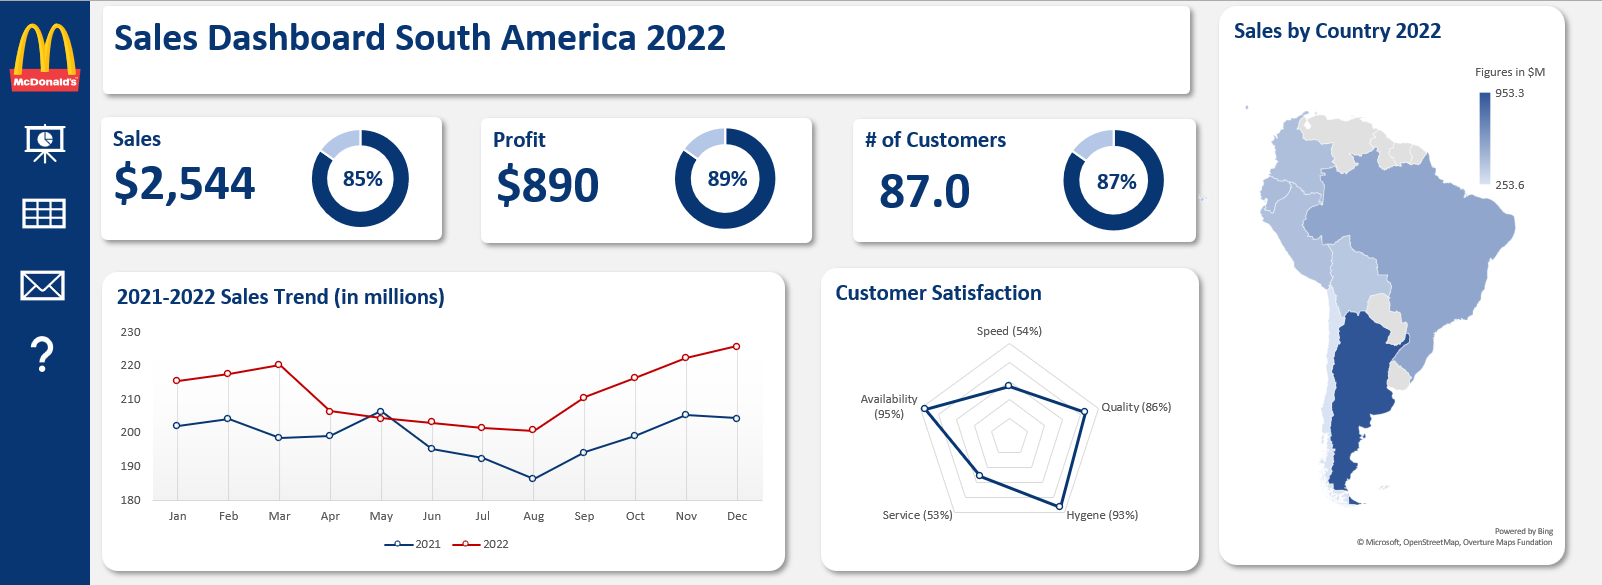 McDonald's
Sales Dashboard South America 2022
Sales
$2,544
85%
Profit
$890
89%
# of Customers
87.0
87%
2021-2022 Sales Trend (in millions)
230
220
210
200
190
180
Jan Feb Mar Apr May Jun Jul Aug Sep Oct Nov Dec
2021 2022
Customer Satisfaction
Speed (54%)
Availability
(95%)
Quality (86%)
Service (53%)
Hygene (93%)
Sales by Country 2022
Figures in $M
953.3
253.6
Powered by Bing
© Microsoft, OpenStreetMap, Overture Maps Fundation